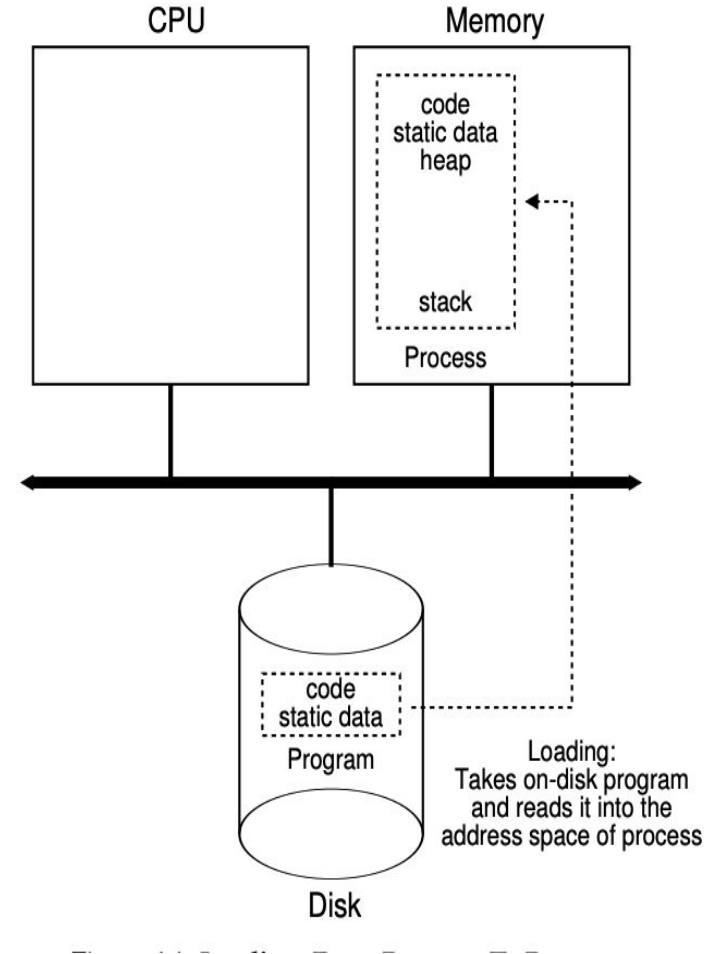 CPU
Memory
code
static data
heap
stack
Process
code
static data
Program
Loading:
Takes on-disk program
and reads it into the
address space of process
Disk